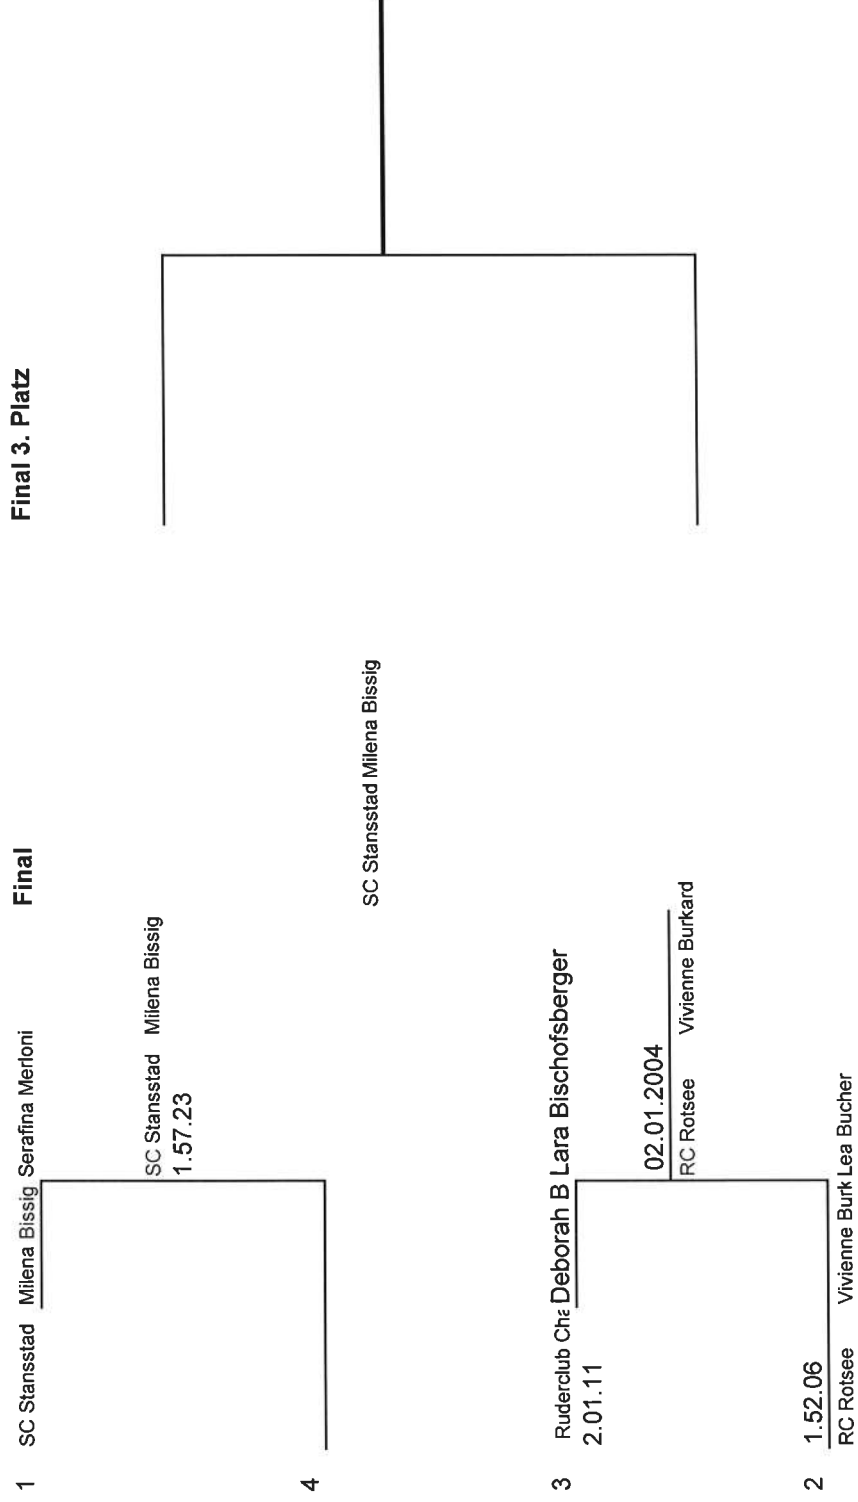 Final
Final 3. Platz
1 SC Stansstad Milena Bissig Serafina Merloni
SC Stansstad Milena Bissig
1.57.23
4
SC Stansstad Milena Bissig
3 Ruderclub Cha Deborah B Lara Bischofsberger
2.01.11
02.01.2004
RC Rotsee Vivienne Burkard
1.52.06
2 RC Rotsee Vivienne Burk Lea Bucher